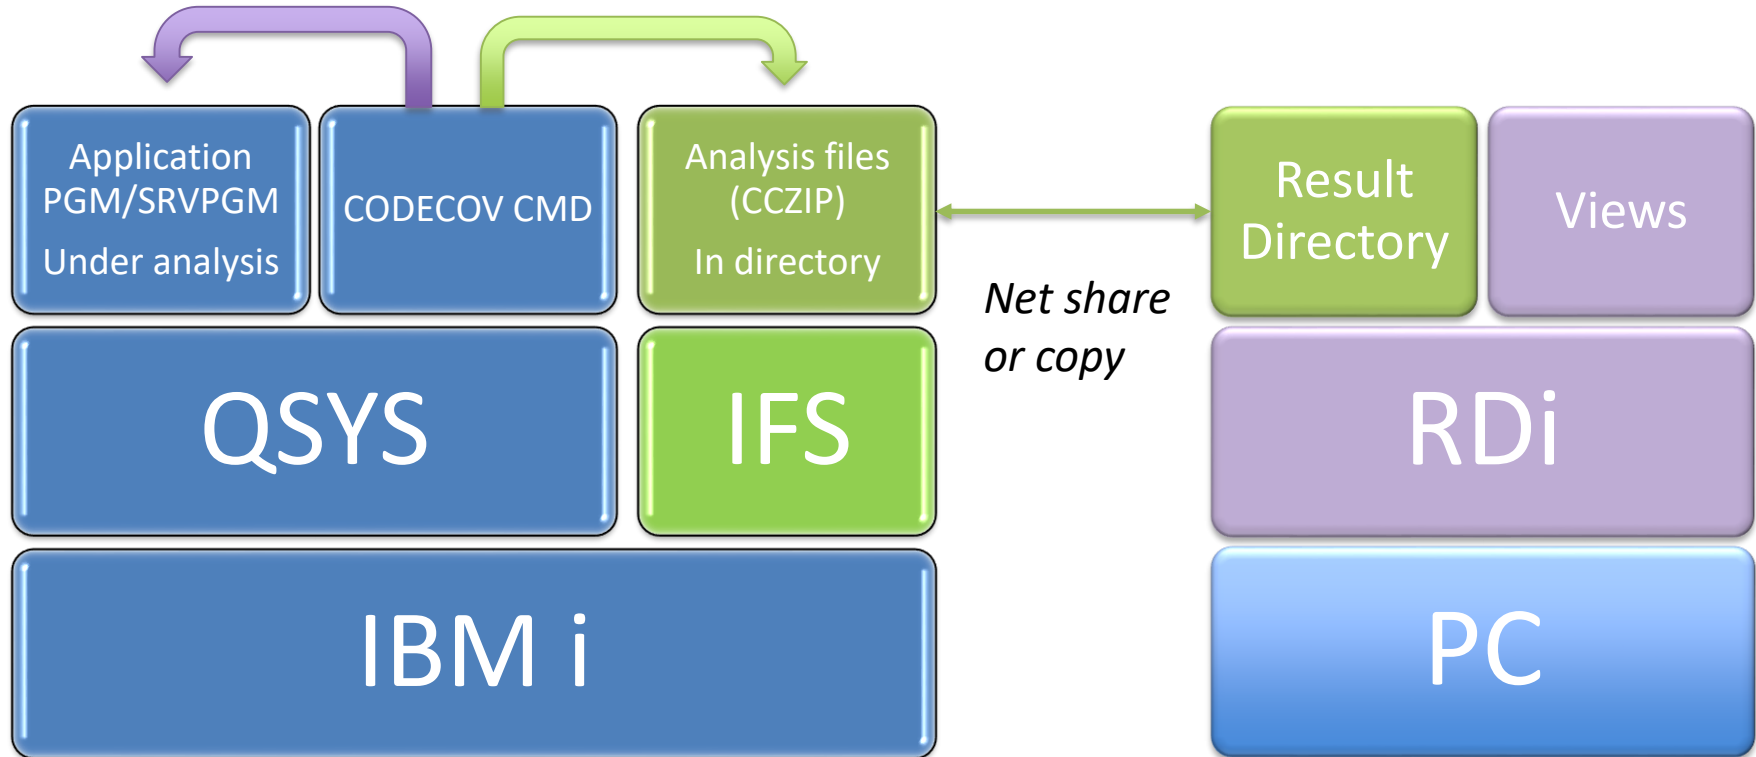 Application
PGM/SRVPGM
Under analysis
CODECOV CMD
Analysis files
(CCZIP)
In directory
Net share
or copy
Result
Directory
Views
QSYS
IFS
RDi
IBM i
PC